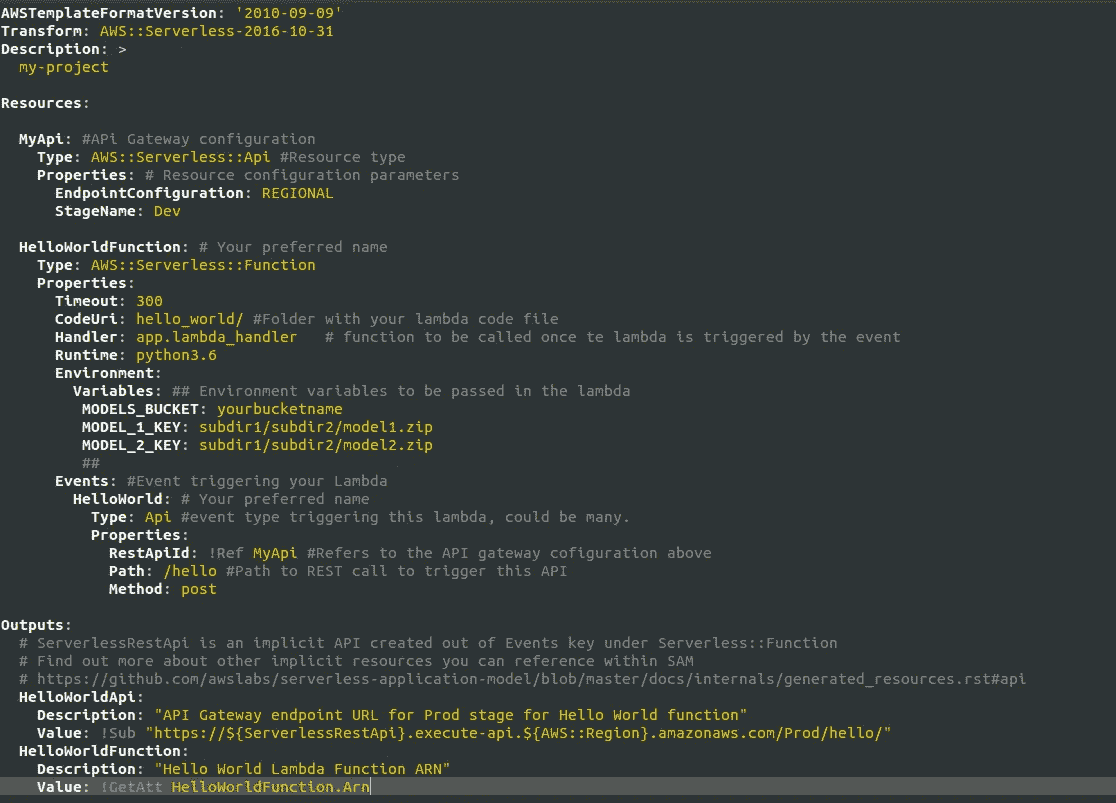 AWSTemplateFormatVersion: '2010-09-09'
Transform: AWS::Serverless-2016-10-31
Description: >
  my-project

Resources:

  MyApi: #APi Gateway configuration
    Type: AWS::Serverless::Api #Resource type
    Properties: # Resource configuration parameters
      EndpointConfiguration: REGIONAL
      StageName: Dev

  HelloWorldFunction: # Your preferred name
    Type: AWS::Serverless::Function
    Properties:
      Timeout: 300
      CodeUri: hello_world/ #Folder with your lambda code file
      Handler: app.lambda_handler   # function to be called once te lambda is triggered by the event
      Runtime: python3.6
      Environment:
        Variables: ## Environment variables to be passed in the lambda
         MODELS_BUCKET: yourbucketname
         MODEL_1_KEY: subdir1/subdir2/model1.zip
         MODEL_2_KEY: subdir1/subdir2/model2.zip
         ##
      Events: #Event triggering your Lambda
        HelloWorld: # Your preferred name
          Type: Api #event type triggering this lambda, could be many.
          Properties:
            RestApiId: !Ref MyApi #Refers to the API gateway cofiguration above
            Path: /hello #Path to REST call to trigger this API
            Method: post

Outputs:
  # ServerlessRestApi is an implicit API created out of Events key under Serverless::Function
  # Find out more about other implicit resources you can reference within SAM
  # https://github.com/awslabs/serverless-application-model/blob/master/docs/internals/generated_resources.rst#api
  HelloWorldApi:
    Description: "API Gateway endpoint URL for Prod stage for Hello World function"
    Value: !Sub "https://${ServerlessRestApi}.execute-api.${AWS::Region}.amazonaws.com/Prod/hello/"
  HelloWorldFunction:
    Description: "Hello World Lambda Function ARN"
    Value: !GetAtt HelloWorldFunction.Arn